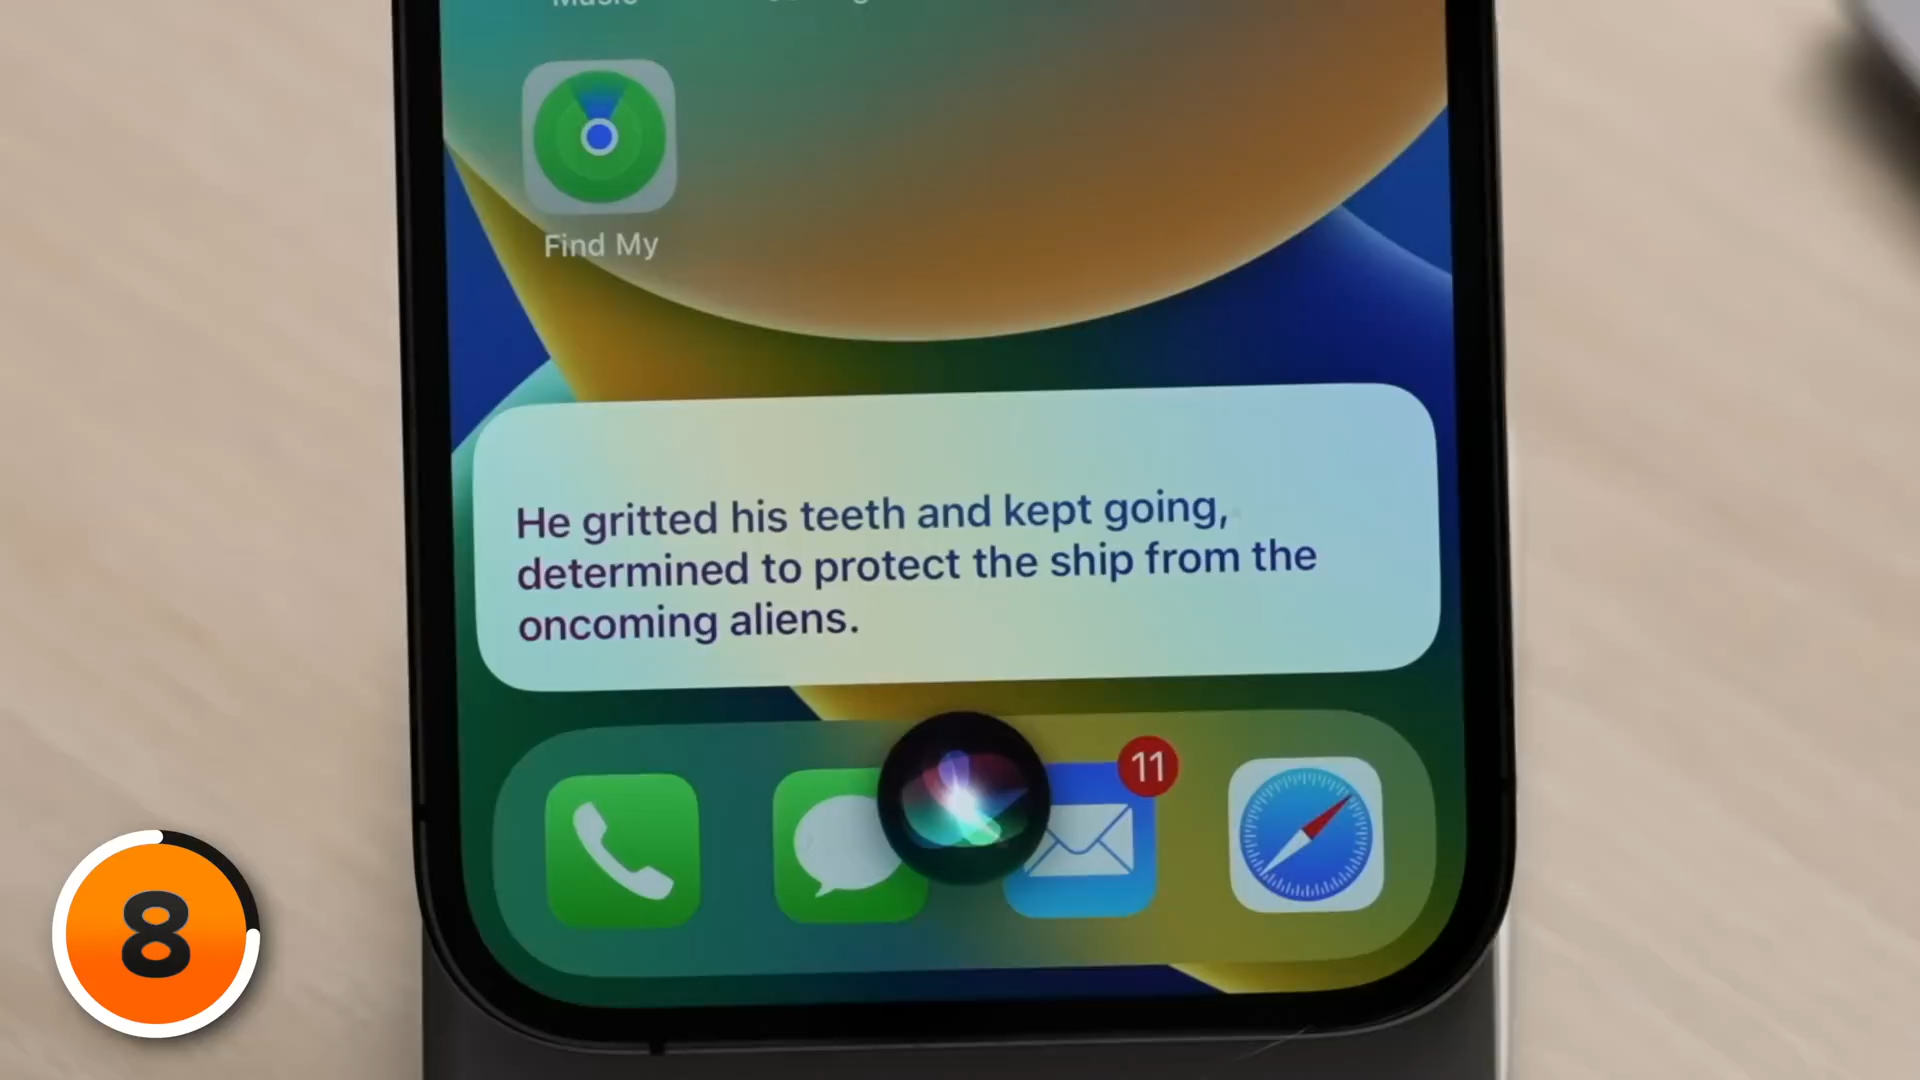 Music
Find My
He gritted his teeth and kept going,
determined to protect the ship from the
oncoming aliens.
11
8